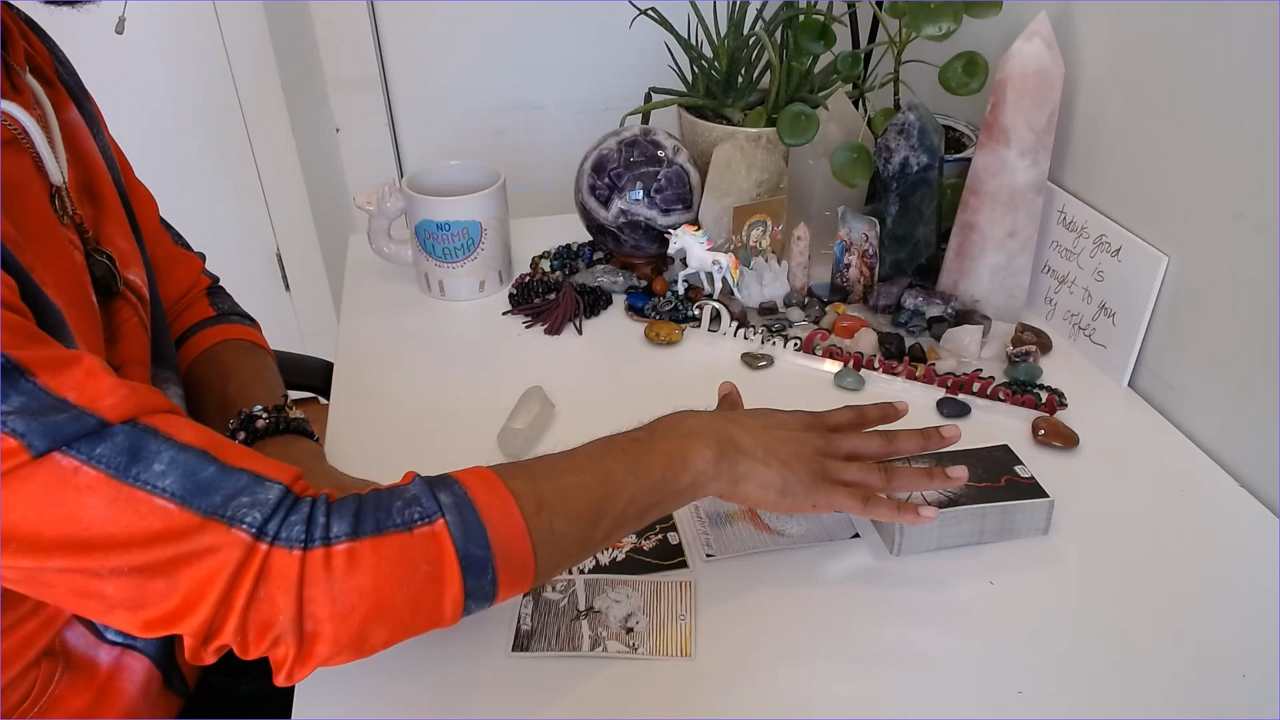 NO
DRAMA
LLAMA
today's good
mood is
brought to you
by coffee
Divine
Conversations